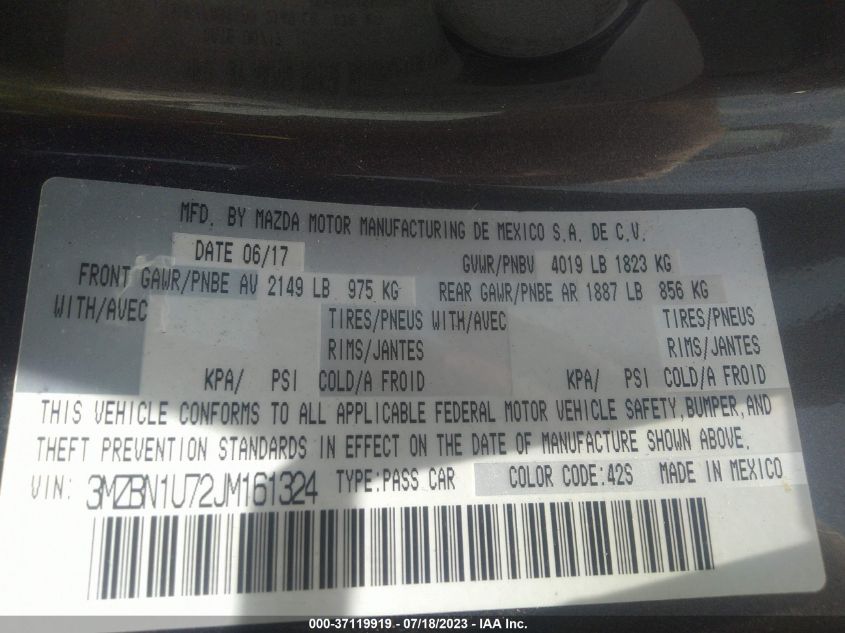 MFD. BY MAZDA MOTOR MANUFACTURING DE MEXICO S.A. DE C.V.
DATE 06/17 GVWR/PNBV 4019 LB 1823 KG
FRONT GAWR/PNBE AV 2149 LB 975 KG REAR GAWR/PNBE AR 1887 LB 856 KG
WITH/AVEC TIRES/PNEUS WITH/AVEC TIRES/PNEUS
RIMS/JANTES RIMS/JANTES
KPA/ PSI COLD/A FROID KPA/ PSI COLD/A FROID
THIS VEHICLE CONFORMS TO ALL APPLICABLE FEDERAL MOTOR VEHICLE SAFETY, BUMPER, AND
THEFT PREVENTION STANDARDS IN EFFECT ON THE DATE OF MANUFACTURE SHOWN ABOVE.
VIN: 3MZBN1U72JM161324 TYPE:PASS CAR COLOR CODE:42S MADE IN MEXICO
000-37119919 - 07/18/2023 - IAA Inc.